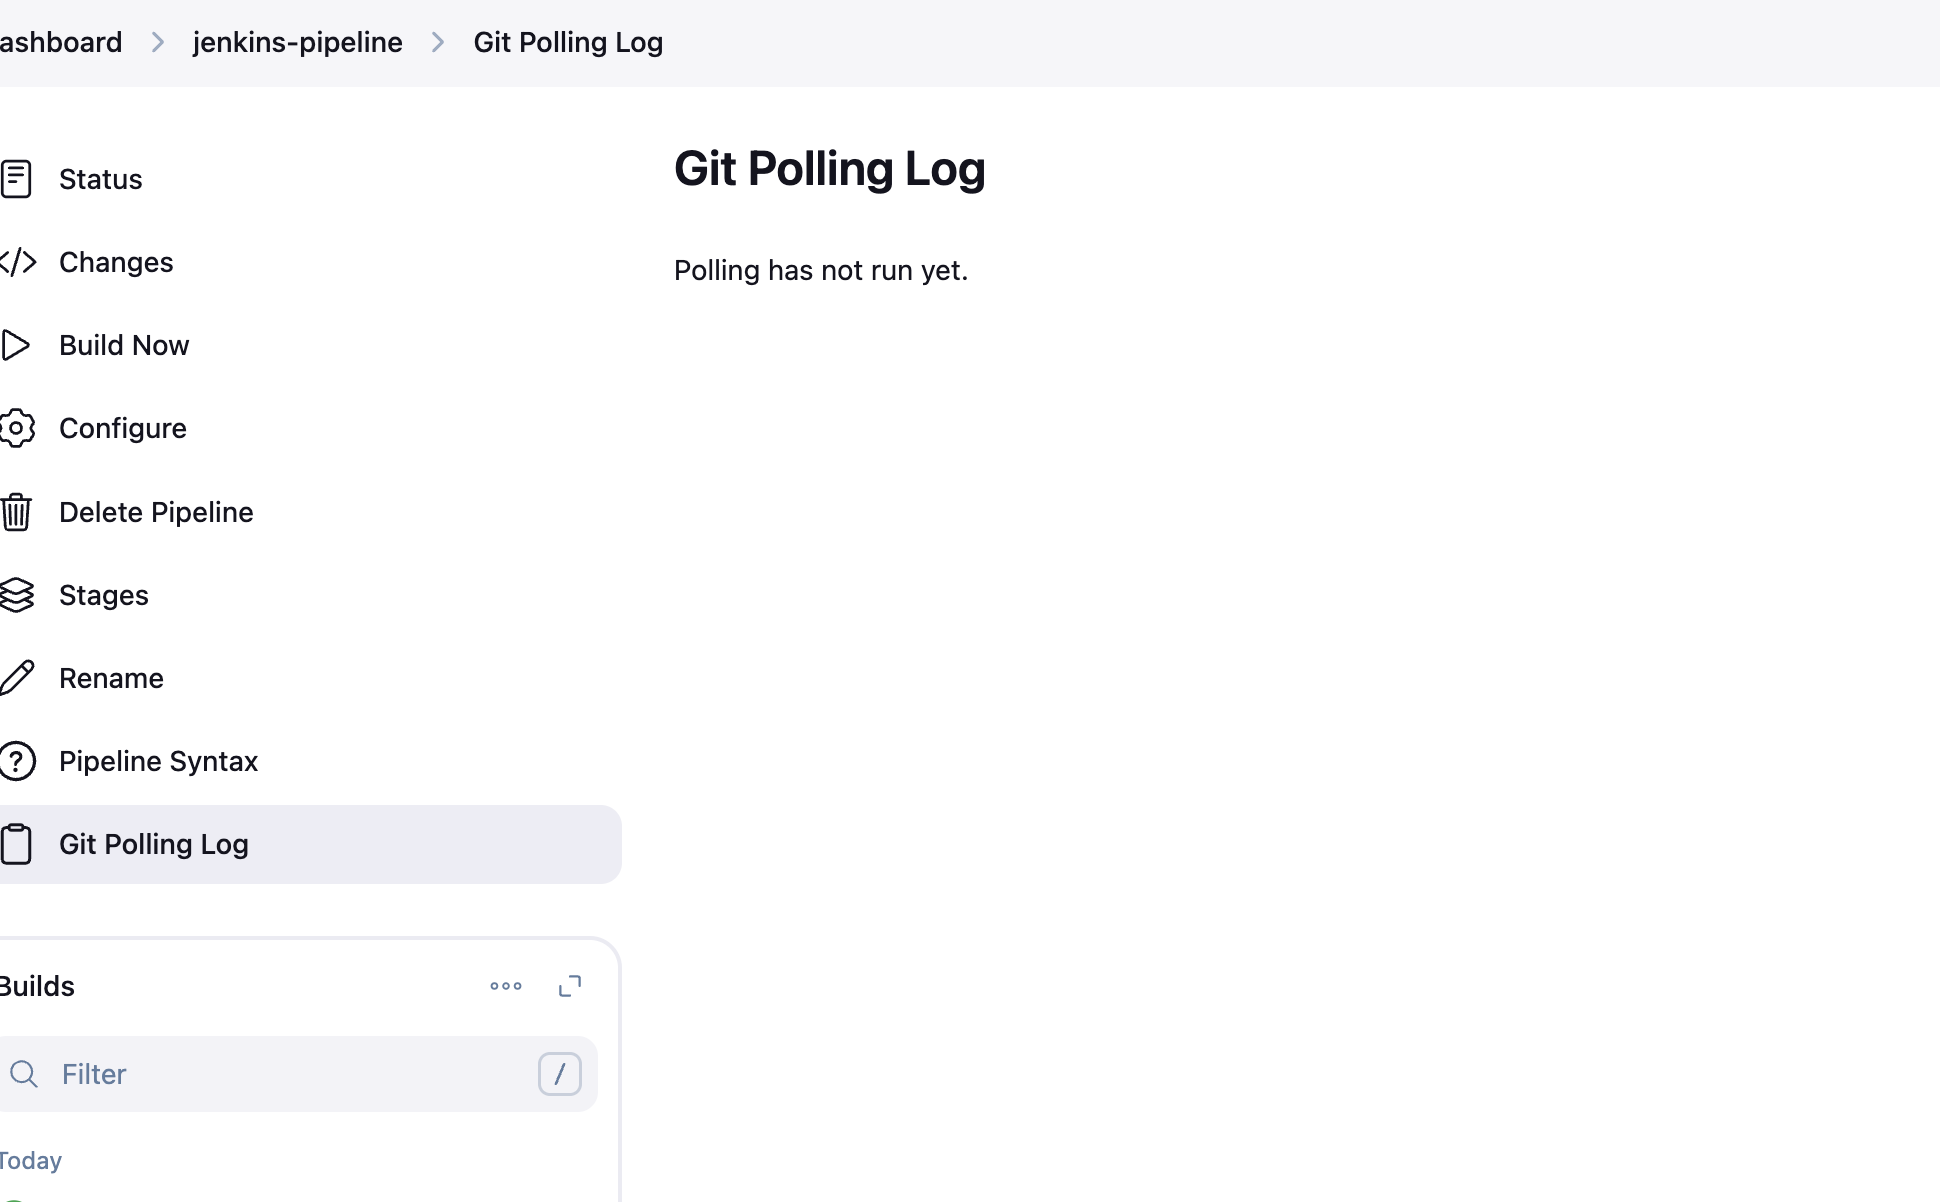 ashboard > jenkins-pipeline > Git Polling Log
Status
Changes
Build Now
Configure
Delete Pipeline
Stages
Rename
Pipeline Syntax
Git Polling Log
Builds
Filter /
Today
Git Polling Log
Polling has not run yet.